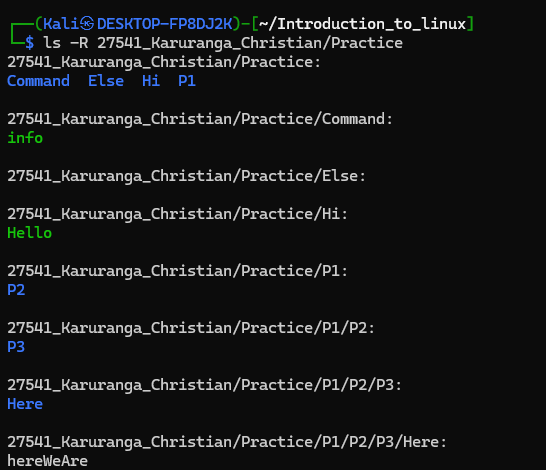 ┌──(Kali㉿DESKTOP-FP8DJ2K)-[~/Introduction_to_linux]
└─$ ls -R 27541_Karuranga_Christian/Practice
27541_Karuranga_Christian/Practice:
Command  Else  Hi  P1

27541_Karuranga_Christian/Practice/Command:
info

27541_Karuranga_Christian/Practice/Else:

27541_Karuranga_Christian/Practice/Hi:
Hello

27541_Karuranga_Christian/Practice/P1:
P2

27541_Karuranga_Christian/Practice/P1/P2:
P3

27541_Karuranga_Christian/Practice/P1/P2/P3:
Here

27541_Karuranga_Christian/Practice/P1/P2/P3/Here:
hereWeAre